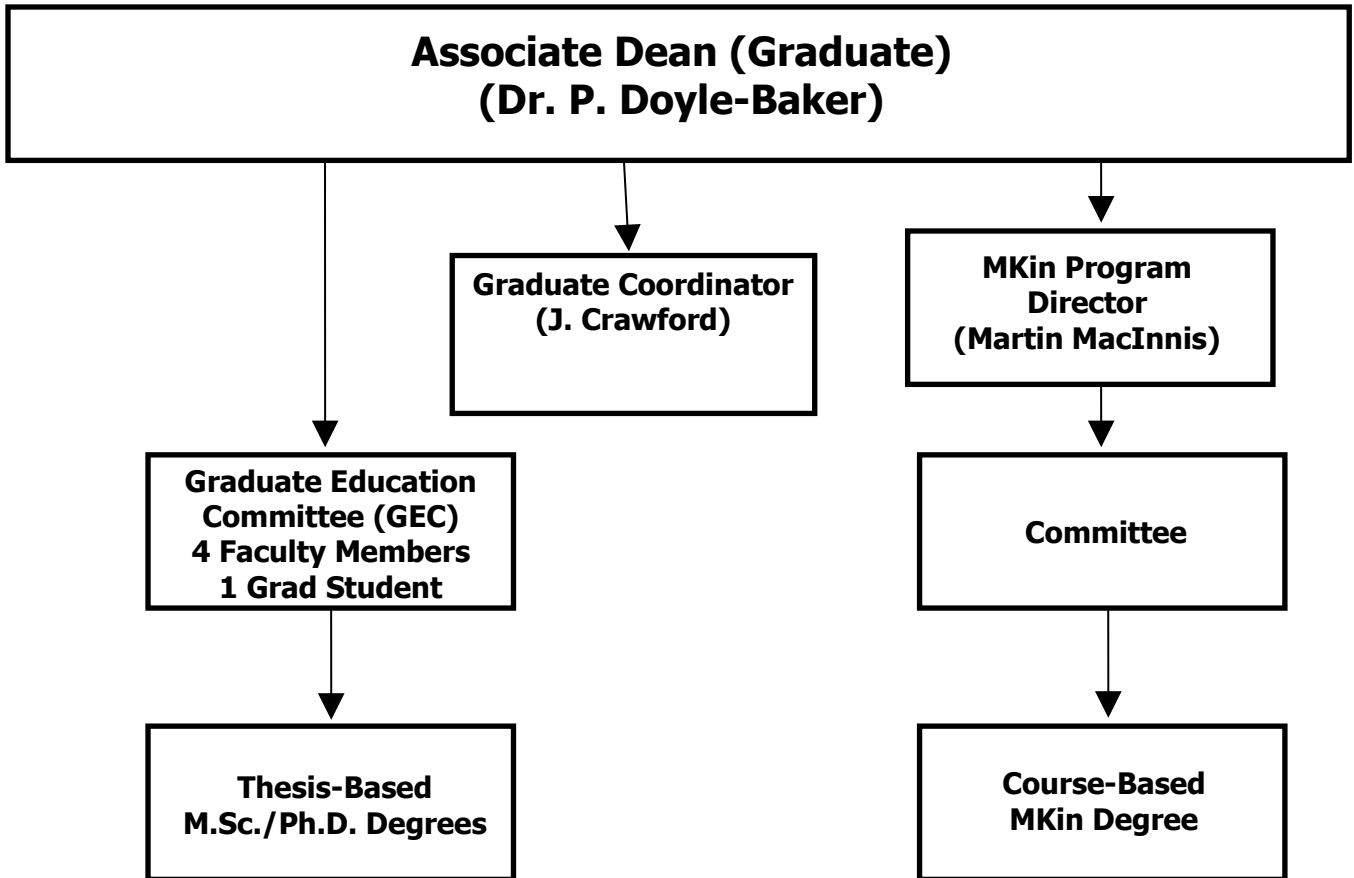 Associate Dean (Graduate)
(Dr. P. Doyle-Baker)
Graduate Coordinator
(J. Crawford)
MKin Program
Director
(Martin MacInnis)
Graduate Education
Committee (GEC)
4 Faculty Members
1 Grad Student
Committee
Thesis-Based
M.Sc./Ph.D. Degrees
Course-Based
MKin Degree